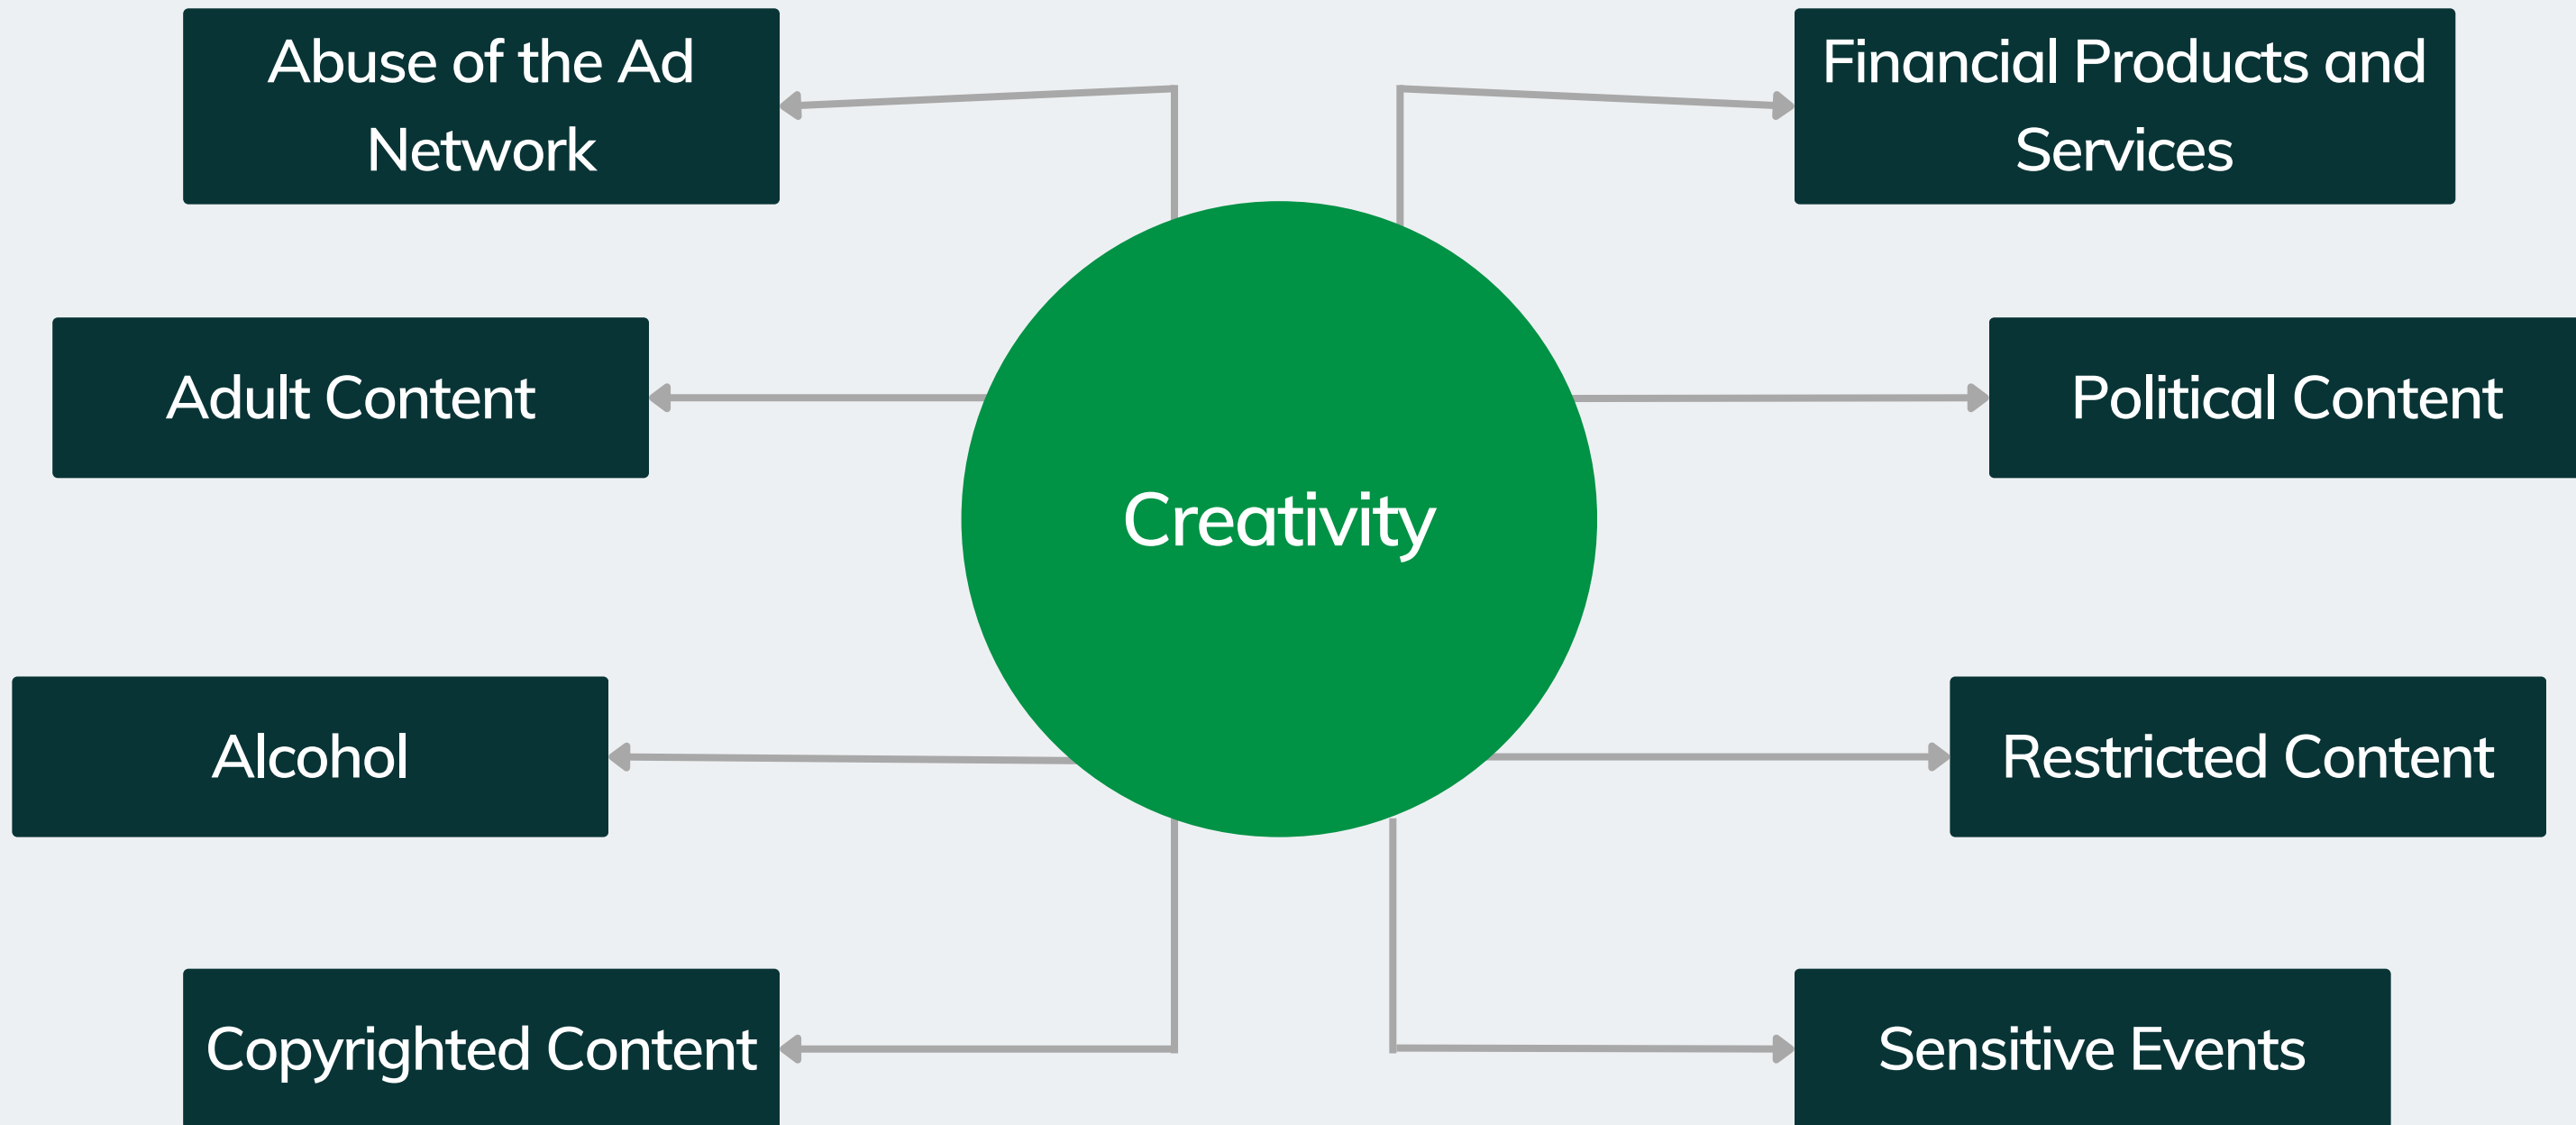 Abuse of the Ad
Network
Financial Products and
Services
Adult Content
Political Content
Creativity
Alcohol
Restricted Content
Copyrighted Content
Sensitive Events